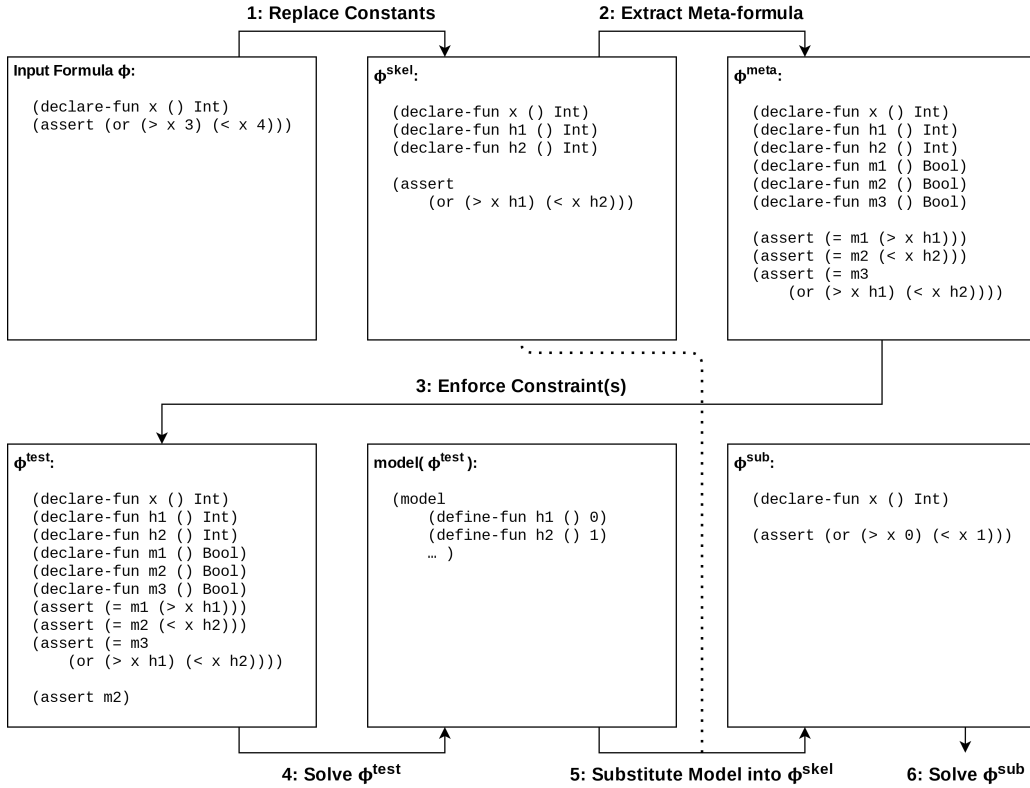 1: Replace Constants
2: Extract Meta-formula
Input Formula ϕ:
(declare-fun x () Int)
(assert (or (> x 3) (< x 4)))
ϕskel:
(declare-fun x () Int)
(declare-fun h1 () Int)
(declare-fun h2 () Int)
(assert
(or (> x h1) (< x h2)))
ϕmeta:
(declare-fun x () Int)
(declare-fun h1 () Int)
(declare-fun h2 () Int)
(declare-fun m1 () Bool)
(declare-fun m2 () Bool)
(declare-fun m3 () Bool)
(assert (= m1 (> x h1)))
(assert (= m2 (< x h2)))
(assert (= m3
(or (> x h1) (< x h2))))
3: Enforce Constraint(s)
ϕtest:
(declare-fun x () Int)
(declare-fun h1 () Int)
(declare-fun h2 () Int)
(declare-fun m1 () Bool)
(declare-fun m2 () Bool)
(declare-fun m3 () Bool)
(assert (= m1 (> x h1)))
(assert (= m2 (< x h2)))
(assert (= m3
(or (> x h1) (< x h2))))
(assert m2)
model( ϕtest ):
(model
(define-fun h1 () 0)
(define-fun h2 () 1)
… )
ϕsub:
(declare-fun x () Int)
(assert (or (> x 0) (< x 1)))
4: Solve ϕtest
5: Substitute Model into ϕskel
6: Solve ϕsub